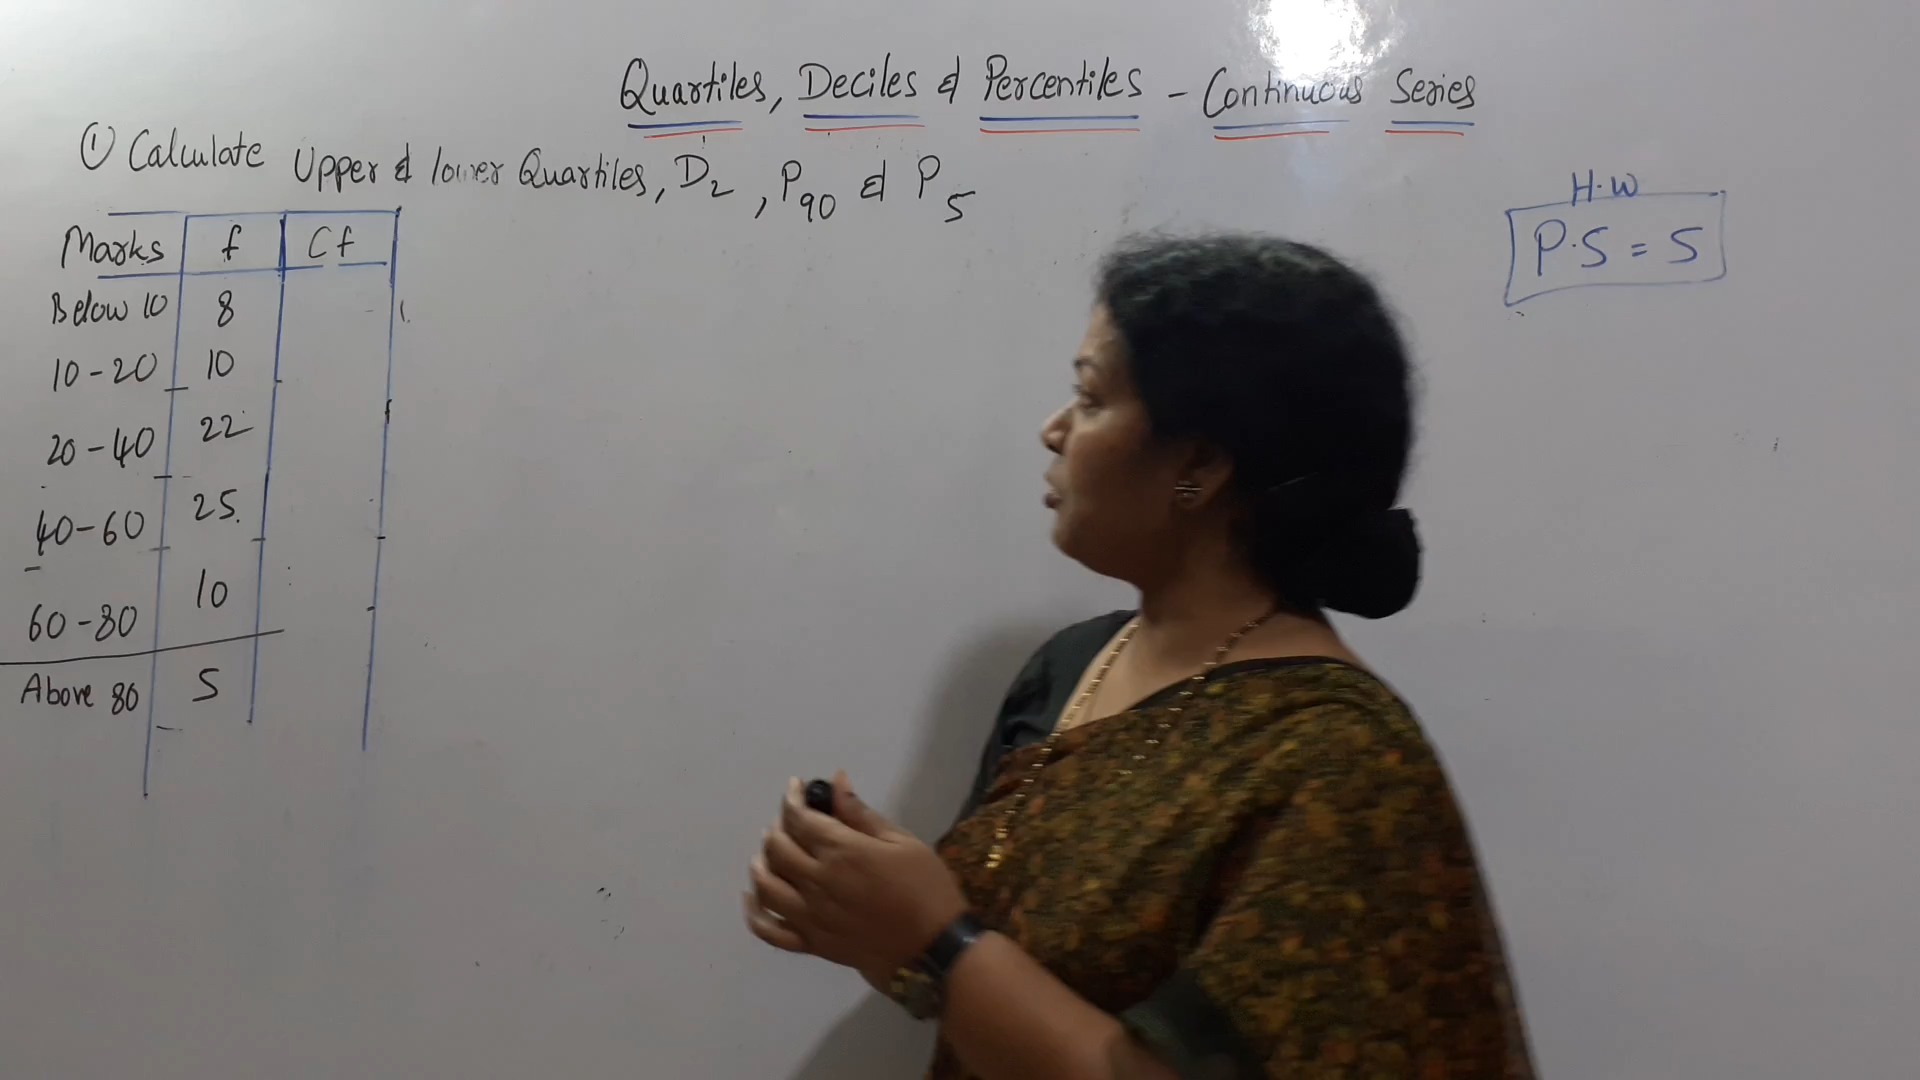 Quartiles, Deciles & Percentiles - Continuous Series
① Calculate Upper & lower Quartiles, D2, P90 & P5
H.W
P.S = S
Marks f Cf
Below 10 8
10-20 10
20-40 22
40-60 25
60-80 10
Above 80 5